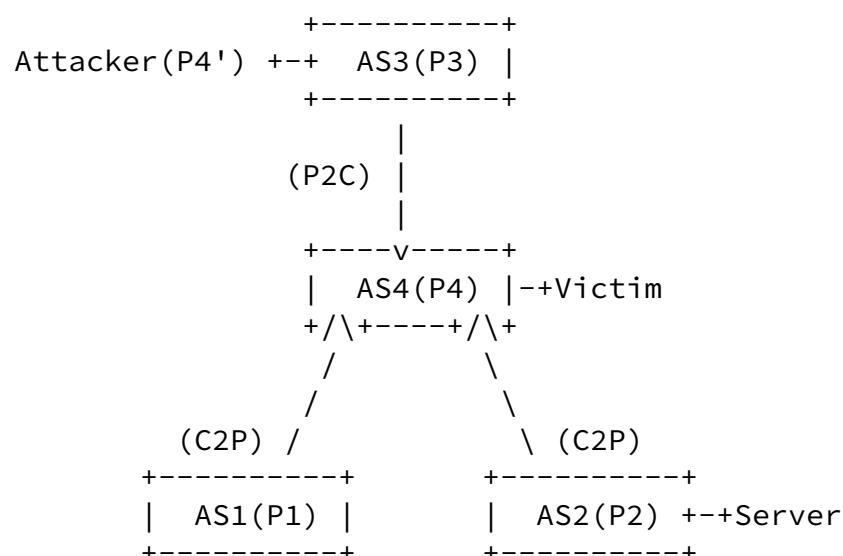 +----------+
Attacker(P4') +-+  AS3(P3) |
                +----------+
                     |
               (P2C) |
                     |
                +----v-----+
                |  AS4(P4) |-+Victim
                +/\+----+/\+
                 /        \
                /          \
         (C2P) /            \ (C2P)
       +----------+      +----------+
       |  AS1(P1) |      |  AS2(P2) +-+Server
       +----------+      +----------+